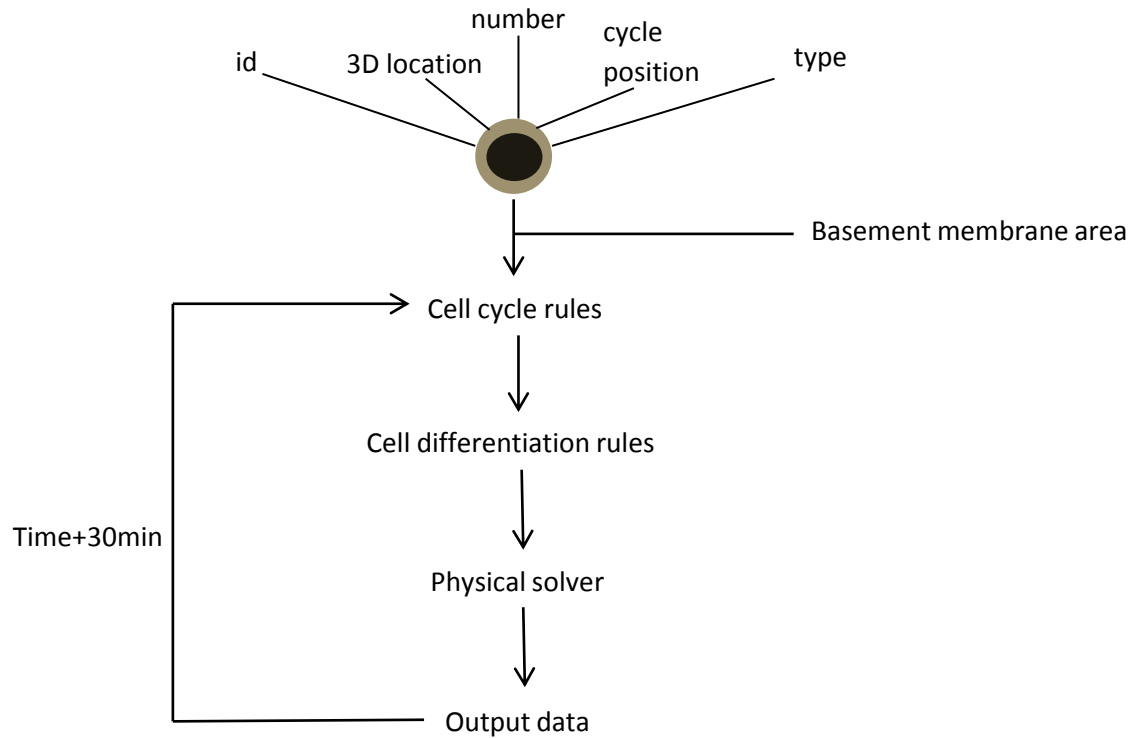 number
cycle
position
id
3D location
type
Basement membrane area
Cell cycle rules
Cell differentiation rules
Time+30min
Physical solver
Output data